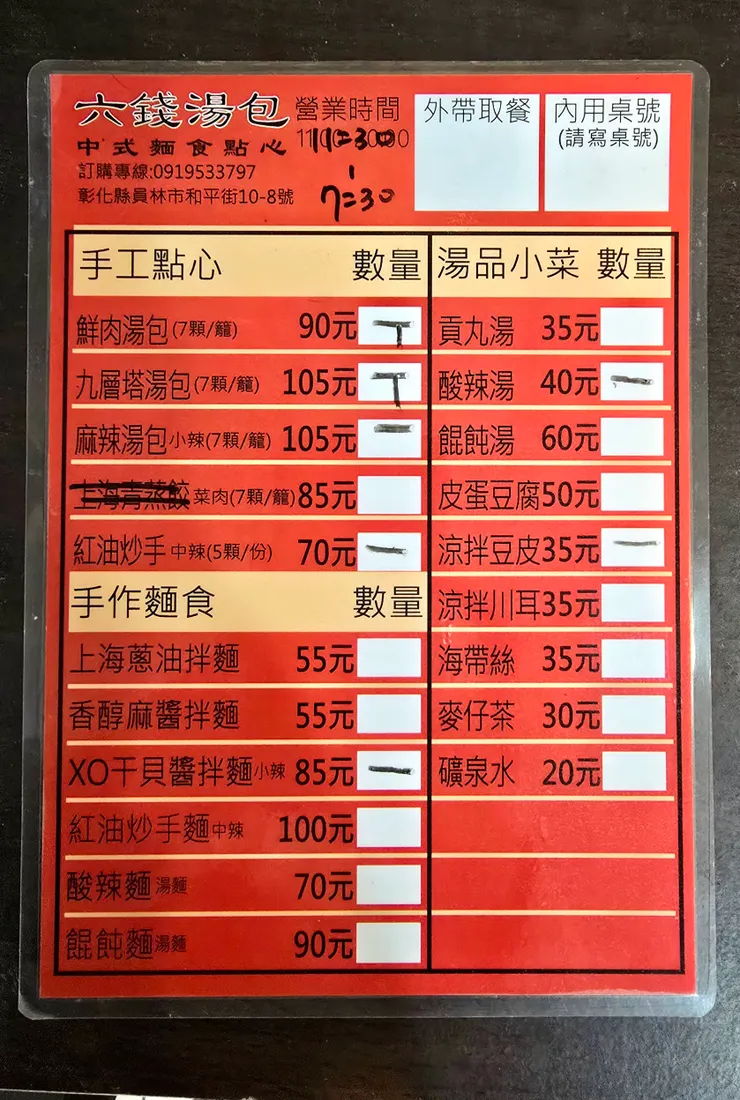 六錢湯包
中式麵食點心
訂購專線:0919533797
彰化縣員林市和平街10-8號
營業時間
7=30
外帶取餐
內用桌號
(請寫桌號)
手工點心 數量
鮮肉湯包(7顆/籠) 90元 丅
九層塔湯包(7顆/籠) 105元 丅
麻辣湯包小辣(7顆/籠) 105元 一
上海青蒸餃 菜肉(7顆/籠) 85元
紅油炒手 中辣(5顆/份) 70元 一
手作麵食 數量
上海蔥油拌麵 55元
香醇麻醬拌麵 55元
XO干貝醬拌麵小辣 85元 一
紅油炒手麵中辣 100元
酸辣麵 湯麵 70元
餛飩麵 湯麵 90元
湯品小菜 數量
貢丸湯 35元
酸辣湯 40元 一
餛飩湯 60元
皮蛋豆腐50元
涼拌豆皮35元 一
涼拌川耳35元
海帶絲 35元
麥仔茶 30元
礦泉水 20元